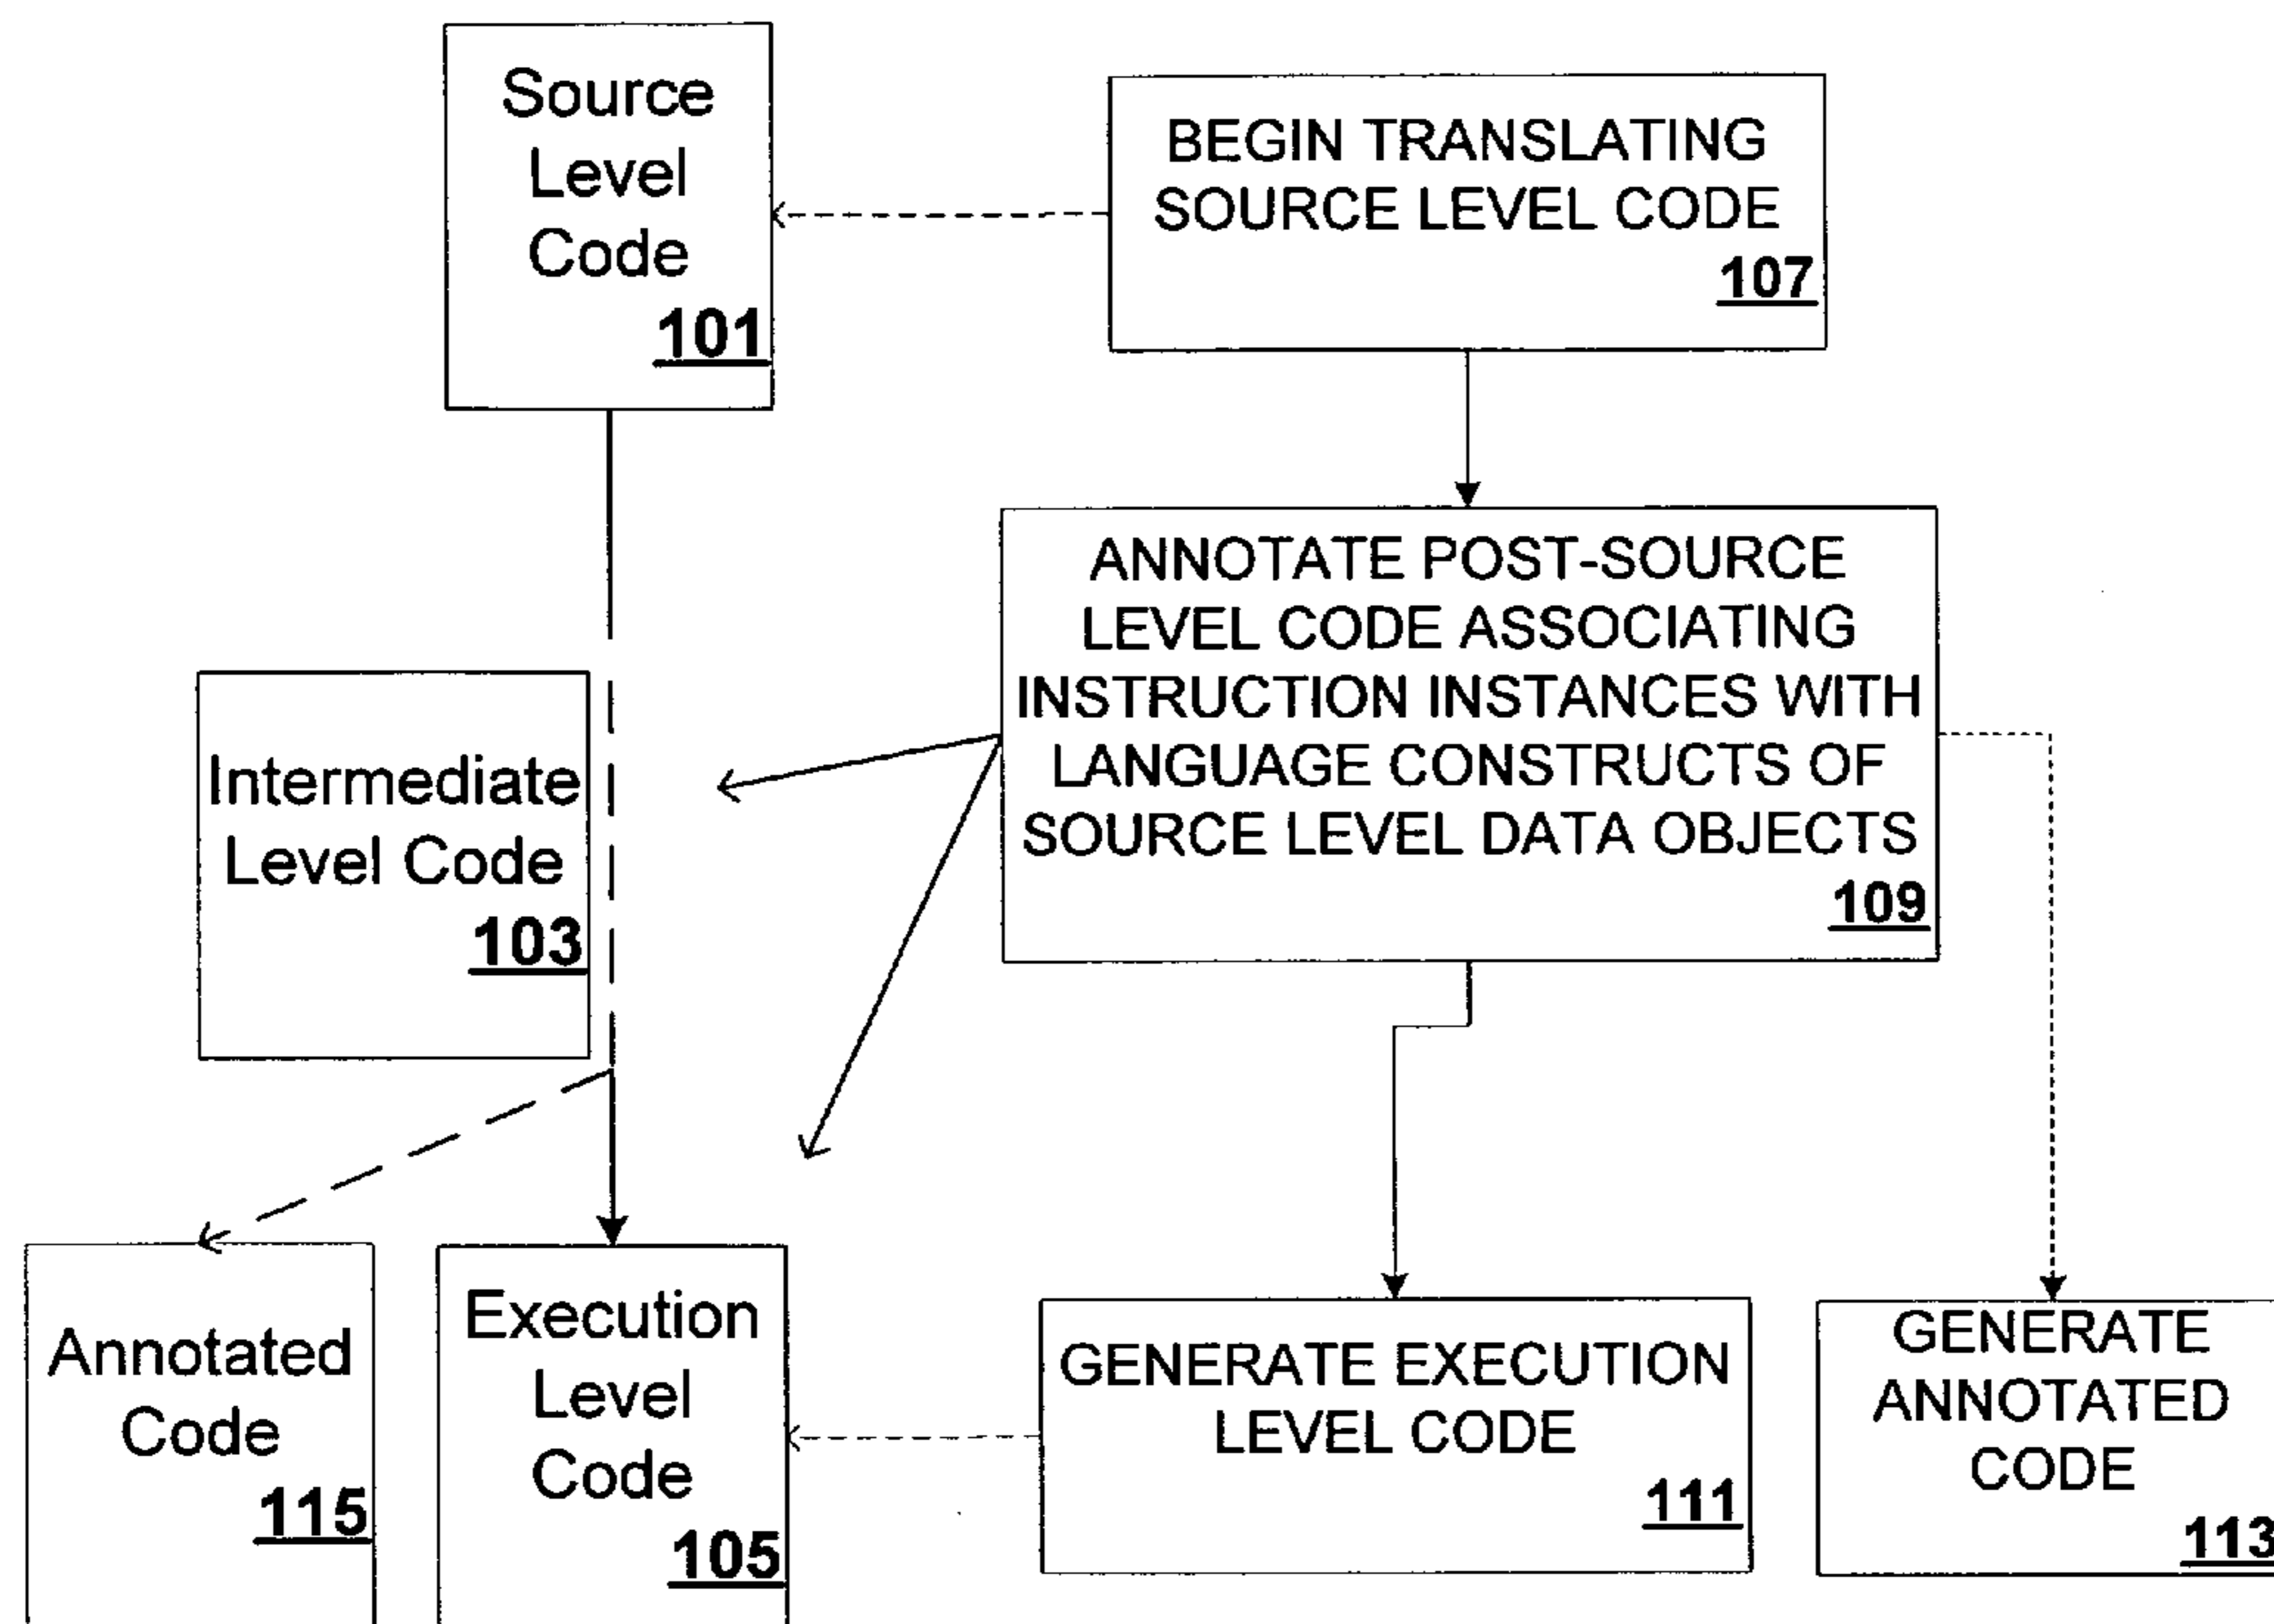 Source
Level
Code
101
BEGIN TRANSLATING
SOURCE LEVEL CODE
107
ANNOTATE POST-SOURCE
LEVEL CODE ASSOCIATING
INSTRUCTION INSTANCES WITH
LANGUAGE CONSTRUCTS OF
SOURCE LEVEL DATA OBJECTS
109
Intermediate
Level Code
103
Annotated
Code
115
Execution
Level
Code
105
GENERATE EXECUTION
LEVEL CODE
111
GENERATE
ANNOTATED
CODE
113